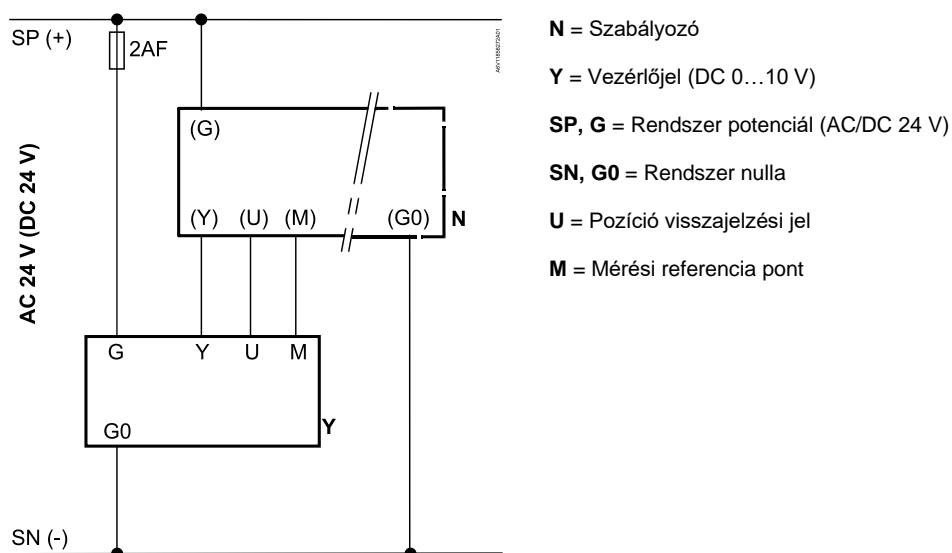 SP (+)
2AF
A6V11858272A01
AC 24 V (DC 24 V)
(G)
(Y) (U) (M) (G0) N
G Y U M
G0 Y
SN (-)
N = Szabályozó
Y = Vezérlőjel (DC 0…10 V)
SP, G = Rendszer potenciál (AC/DC 24 V)
SN, G0 = Rendszer nulla
U = Pozíció visszajelzési jel
M = Mérési referencia pont